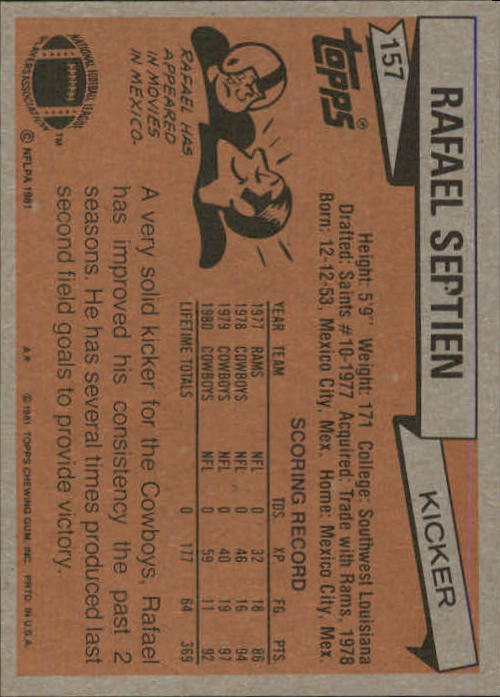 157
RAFAEL SEPTIEN
KICKER
TOPPS®
Height: 5'9" Weight: 171 College: Southwest Louisiana
Drafted: Saints #10-1977 Acquired: Trade with Rams, 1978
Born: 12-12-53, Mexico City, Mex. Home: Mexico City, Mex.
SCORING RECORD
YEAR TEAM TDS XP FG PTS
1977 RAMS NFL 0 32 18 86
1978 COWBOYS NFL 0 46 16 94
1979 COWBOYS NFL 0 40 19 97
1980 COWBOYS NFL 0 59 11 92
LIFETIME TOTALS 0 177 64 369
RAFAEL HAS
APPEARED
IN MOVIES
IN MEXICO.
A very solid kicker for the Cowboys, Rafael
has improved his consistency the past 2
seasons. He has several times produced last
second field goals to provide victory.
NATIONAL FOOTBALL LEAGUE
PLAYERS ASSOCIATION
TM
© NFLPA 1981
© 1981 TOPPS CHEWING GUM, INC. PRTD. IN U.S.A.